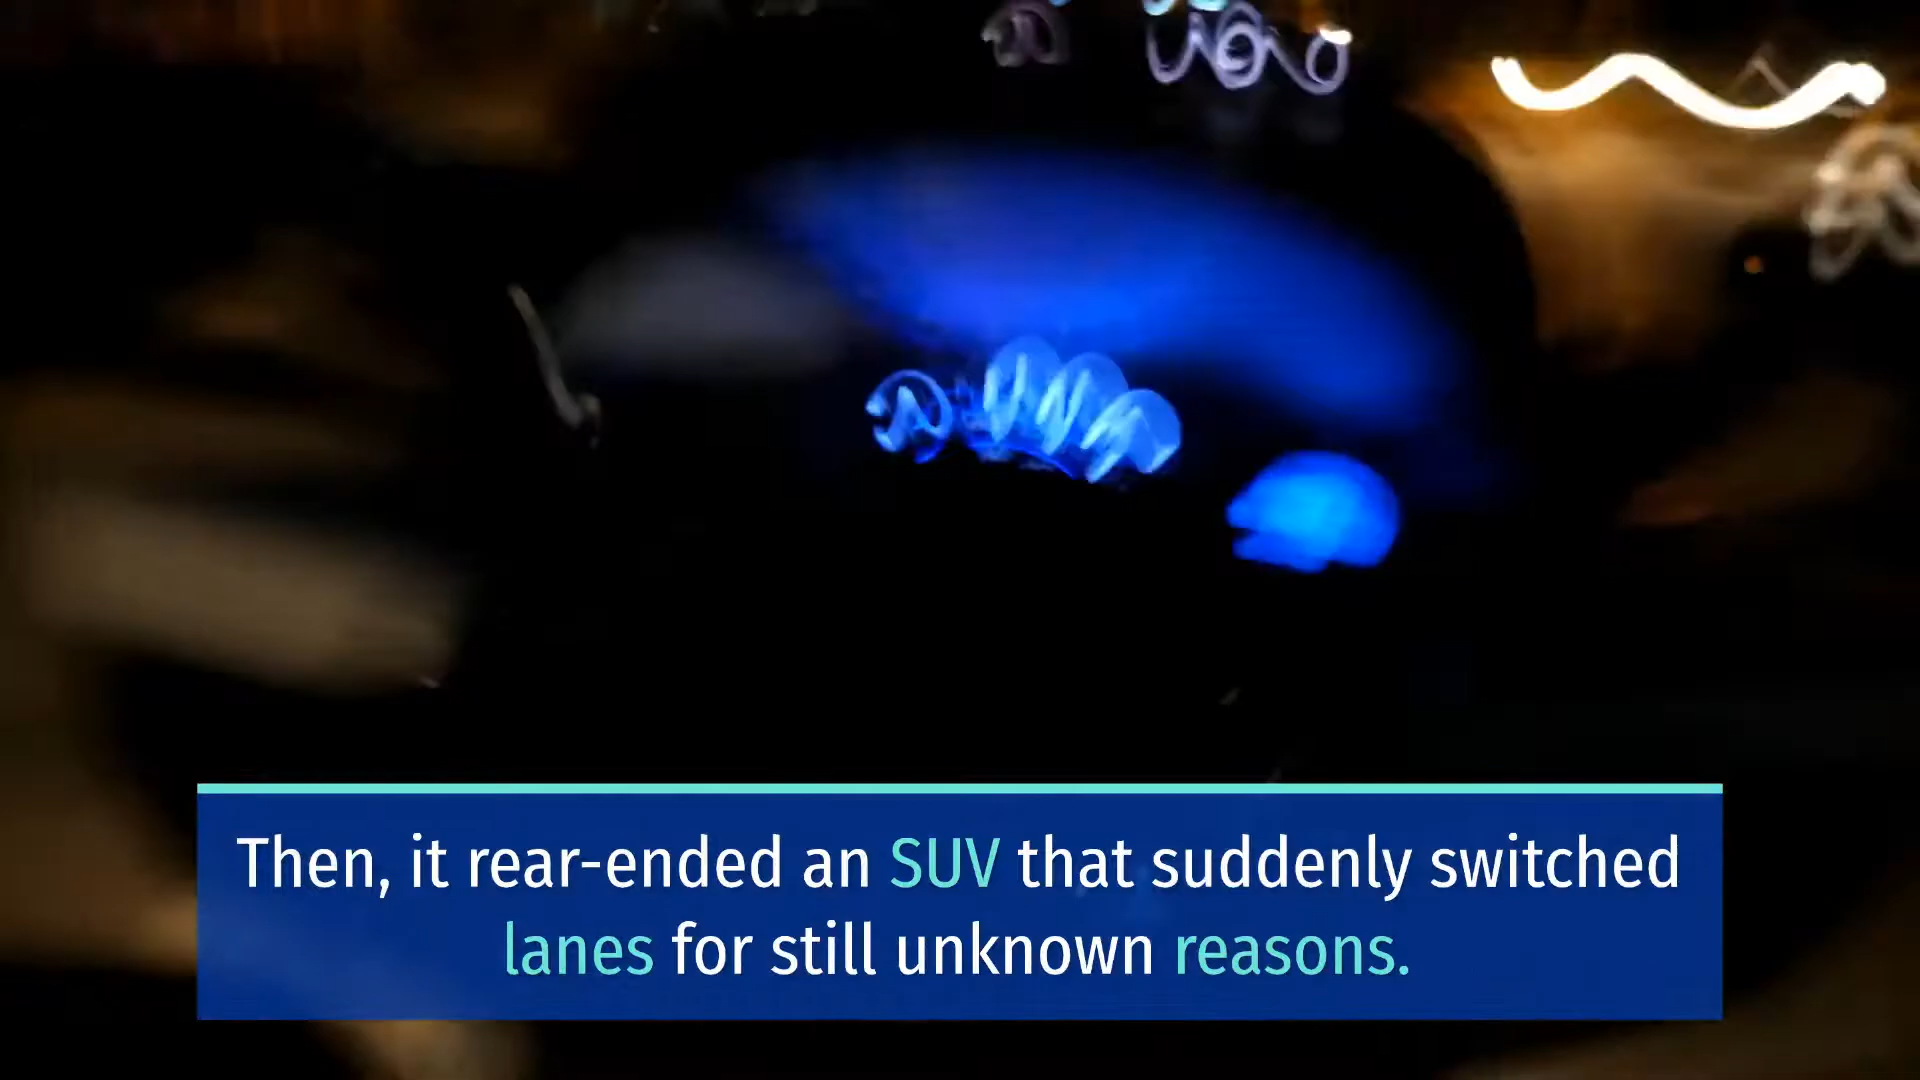 Then, it rear-ended an SUV that suddenly switched
lanes for still unknown reasons.